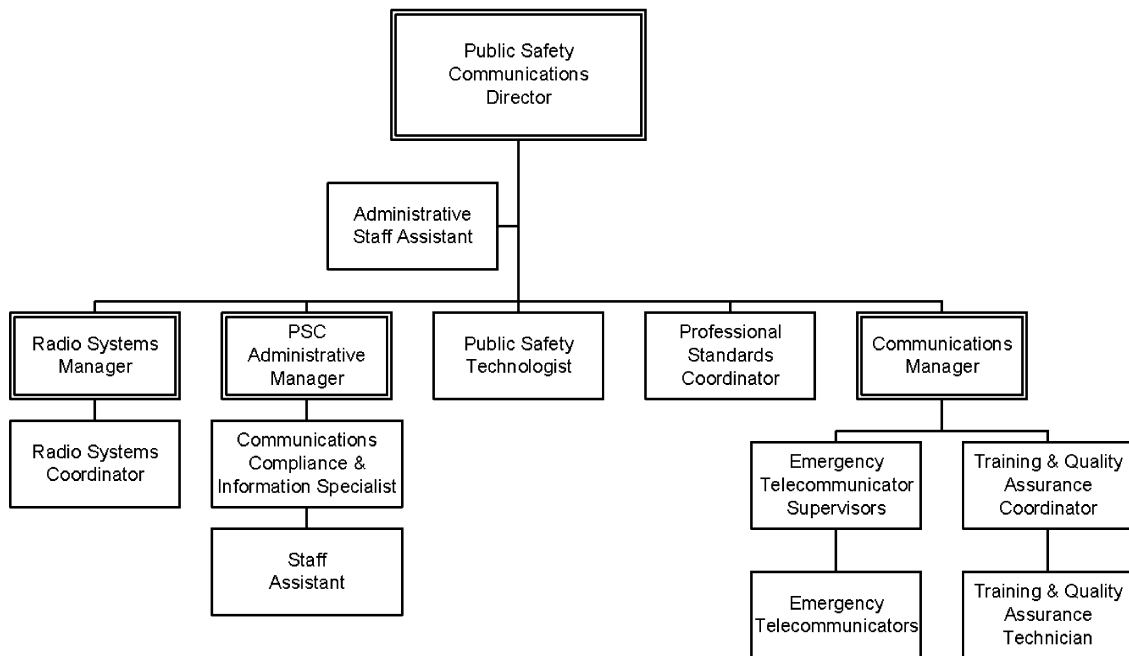 Public Safety
Communications
Director
Administrative
Staff Assistant
Radio Systems
Manager
PSC
Administrative
Manager
Public Safety
Technologist
Professional
Standards
Coordinator
Communications
Manager
Radio Systems
Coordinator
Communications
Compliance &
Information Specialist
Emergency
Telecommunicator
Supervisors
Training & Quality
Assurance
Coordinator
Staff
Assistant
Emergency
Telecommunicators
Training & Quality
Assurance
Technician